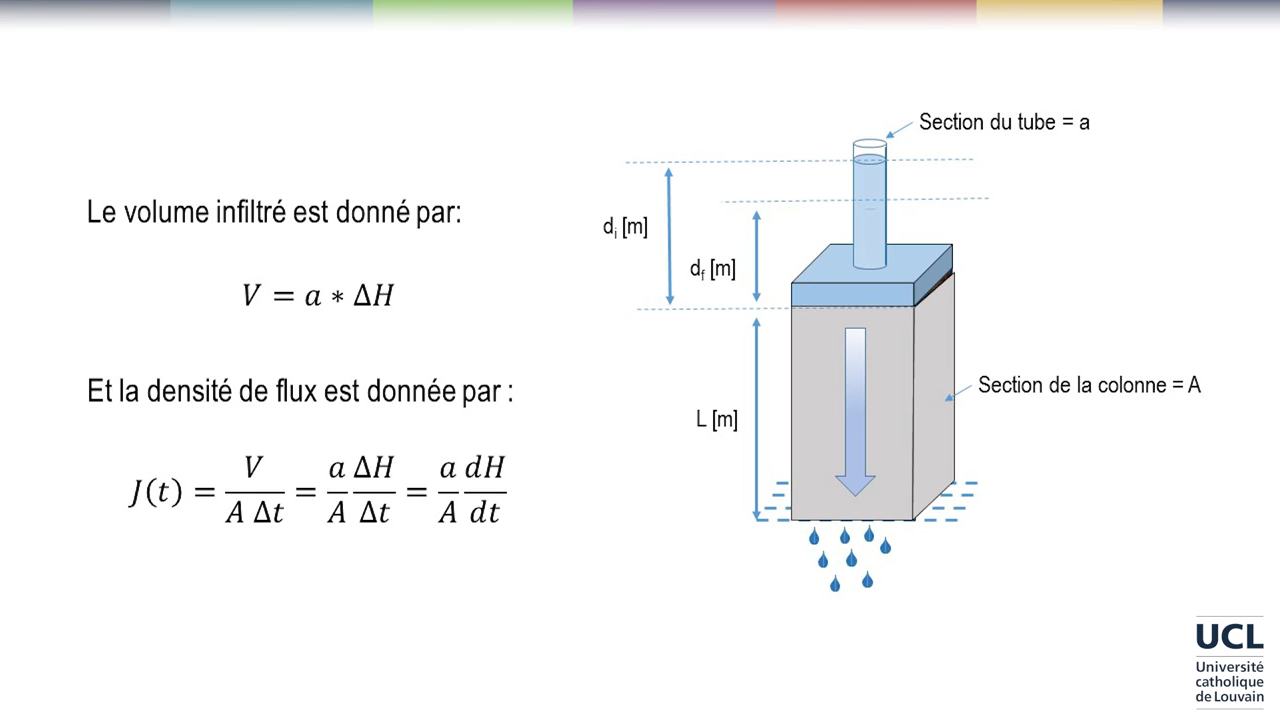 Le volume infiltré est donné par:
V = a ∗ ΔH
Et la densité de flux est donnée par :
J(t) = V / (A Δt) = a/A ΔH/Δt = a/A dH/dt
Section du tube = a
di [m]
df [m]
L [m]
Section de la colonne = A
UCL
Université
catholique
de Louvain